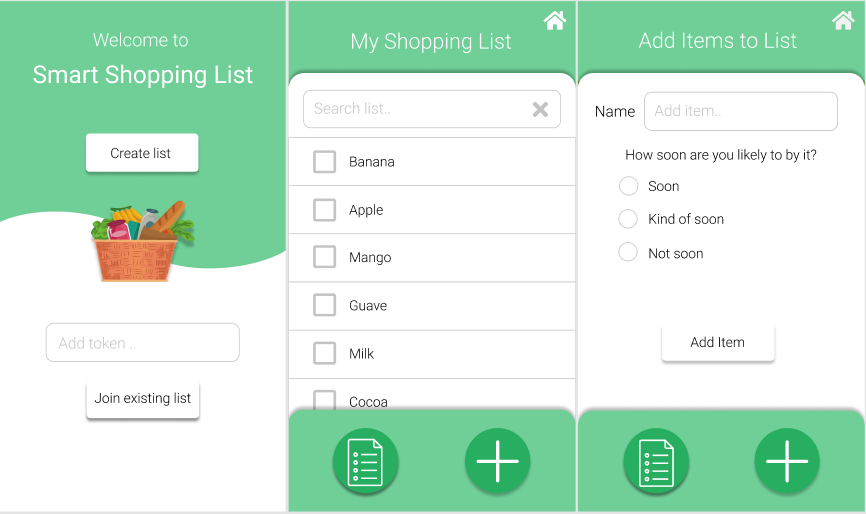 Welcome to
Smart Shopping List
Create list
Add token ..
Join existing list
My Shopping List
Search list..
Banana
Apple
Mango
Guave
Milk
Cocoa
Add Items to List
Name
Add item..
How soon are you likely to by it?
Soon
Kind of soon
Not soon
Add Item